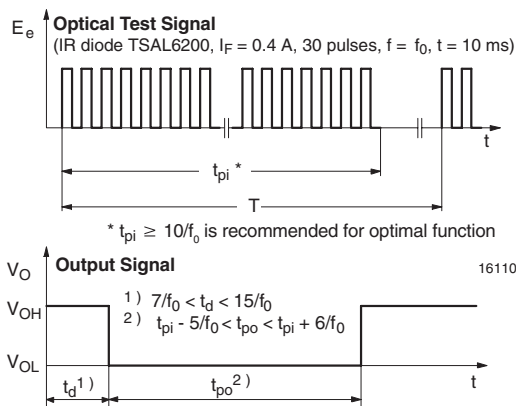 Optical Test Signal
(IR diode TSAL6200, I_F = 0.4 A, 30 pulses, f = f_0, t = 10 ms)
E_e
t
t_pi *
T
* t_pi ≥ 10/f_0 is recommended for optimal function
V_O
Output Signal
16110
V_OH
1) 7/f_0 < t_d < 15/f_0
2) t_pi - 5/f_0 < t_po < t_pi + 6/f_0
V_OL
t_d 1)
t_po 2)
t